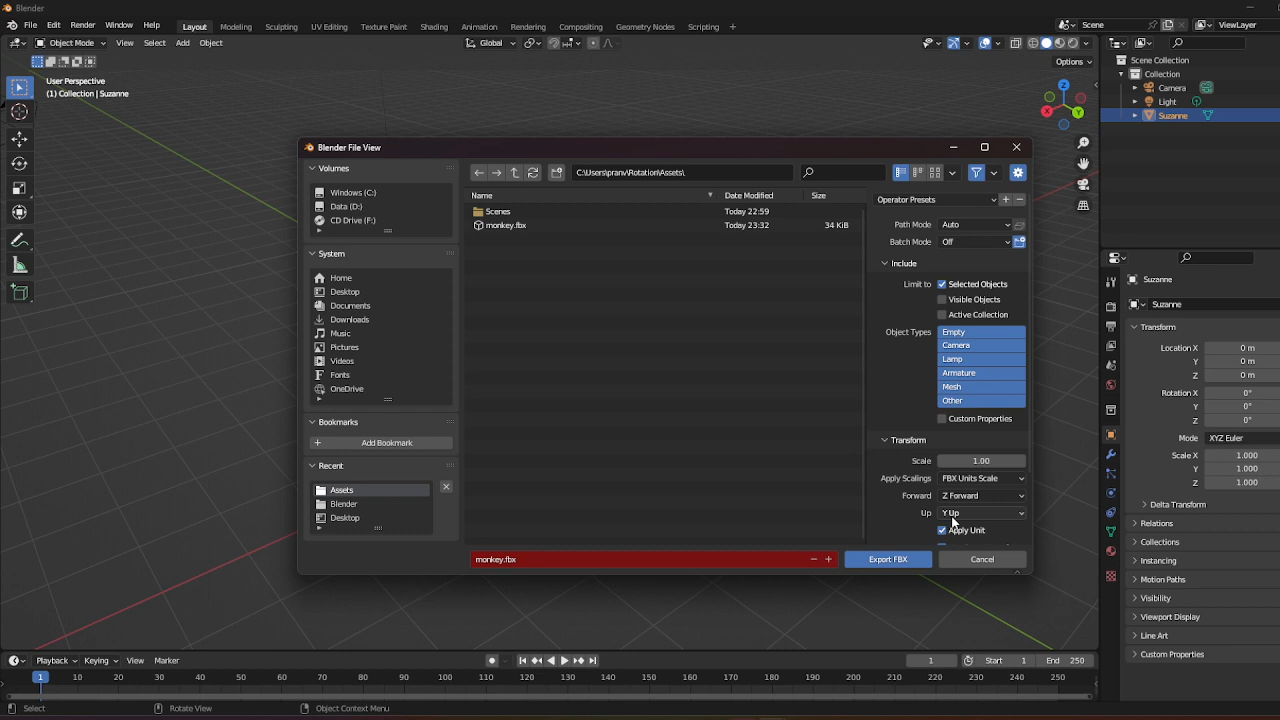 Blender
File Edit Render Window Help Layout Modeling Sculpting UV Editing Texture Paint Shading Animation Rendering Compositing Geometry Nodes Scripting + Scene ViewLayer
Object Mode View Select Add Object Global
Options
User Perspective
(1) Collection | Suzanne
Scene Collection
Collection
Camera
Light
Suzanne
X
Y
Z
Blender File View
Volumes
Windows (C:)
Data (D:)
CD Drive (F:)
System
Home
Desktop
Documents
Downloads
Music
Pictures
Videos
Fonts
OneDrive
Bookmarks
+ Add Bookmark
Recent
Assets
Blender
Desktop
C:\Users\pranv\Rotation\Assets\
Name Date Modified Size
Scenes Today 22:59
monkey.fbx Today 23:32 34 KiB
Operator Presets
Path Mode Auto
Batch Mode Off
Include
Limit to Selected Objects
Visible Objects
Active Collection
Object Types Empty
Camera
Lamp
Armature
Mesh
Other
Custom Properties
Transform
Scale 1.00
Apply Scalings FBX Units Scale
Forward Z Forward
Up Y Up
Apply Unit
monkey.fbx Export FBX Cancel
Suzanne
Suzanne
Transform
Location X 0 m
Y 0 m
Z 0 m
Rotation X 0°
Y 0°
Z 0°
Mode XYZ Euler
Scale X 1.000
Y 1.000
Z 1.000
Delta Transform
Relations
Collections
Instancing
Motion Paths
Visibility
Viewport Display
Line Art
Custom Properties
Playback Keying View Marker 1 Start 1 End 250
1 10 20 30 40 50 60 70 80 90 100 110 120 130 140 150 160 170 180 190 200 210 220 230 240 250
Select Rotate View Object Context Menu